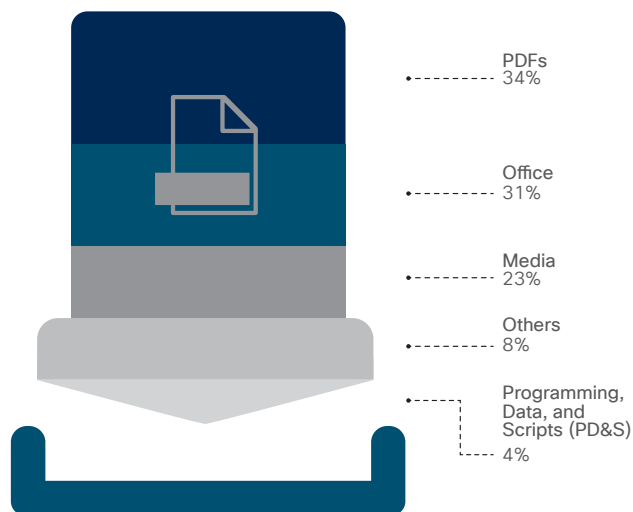 PDFs
34%
Office
31%
Media
23%
Others
8%
Programming,
Data, and
Scripts (PD&S)
4%